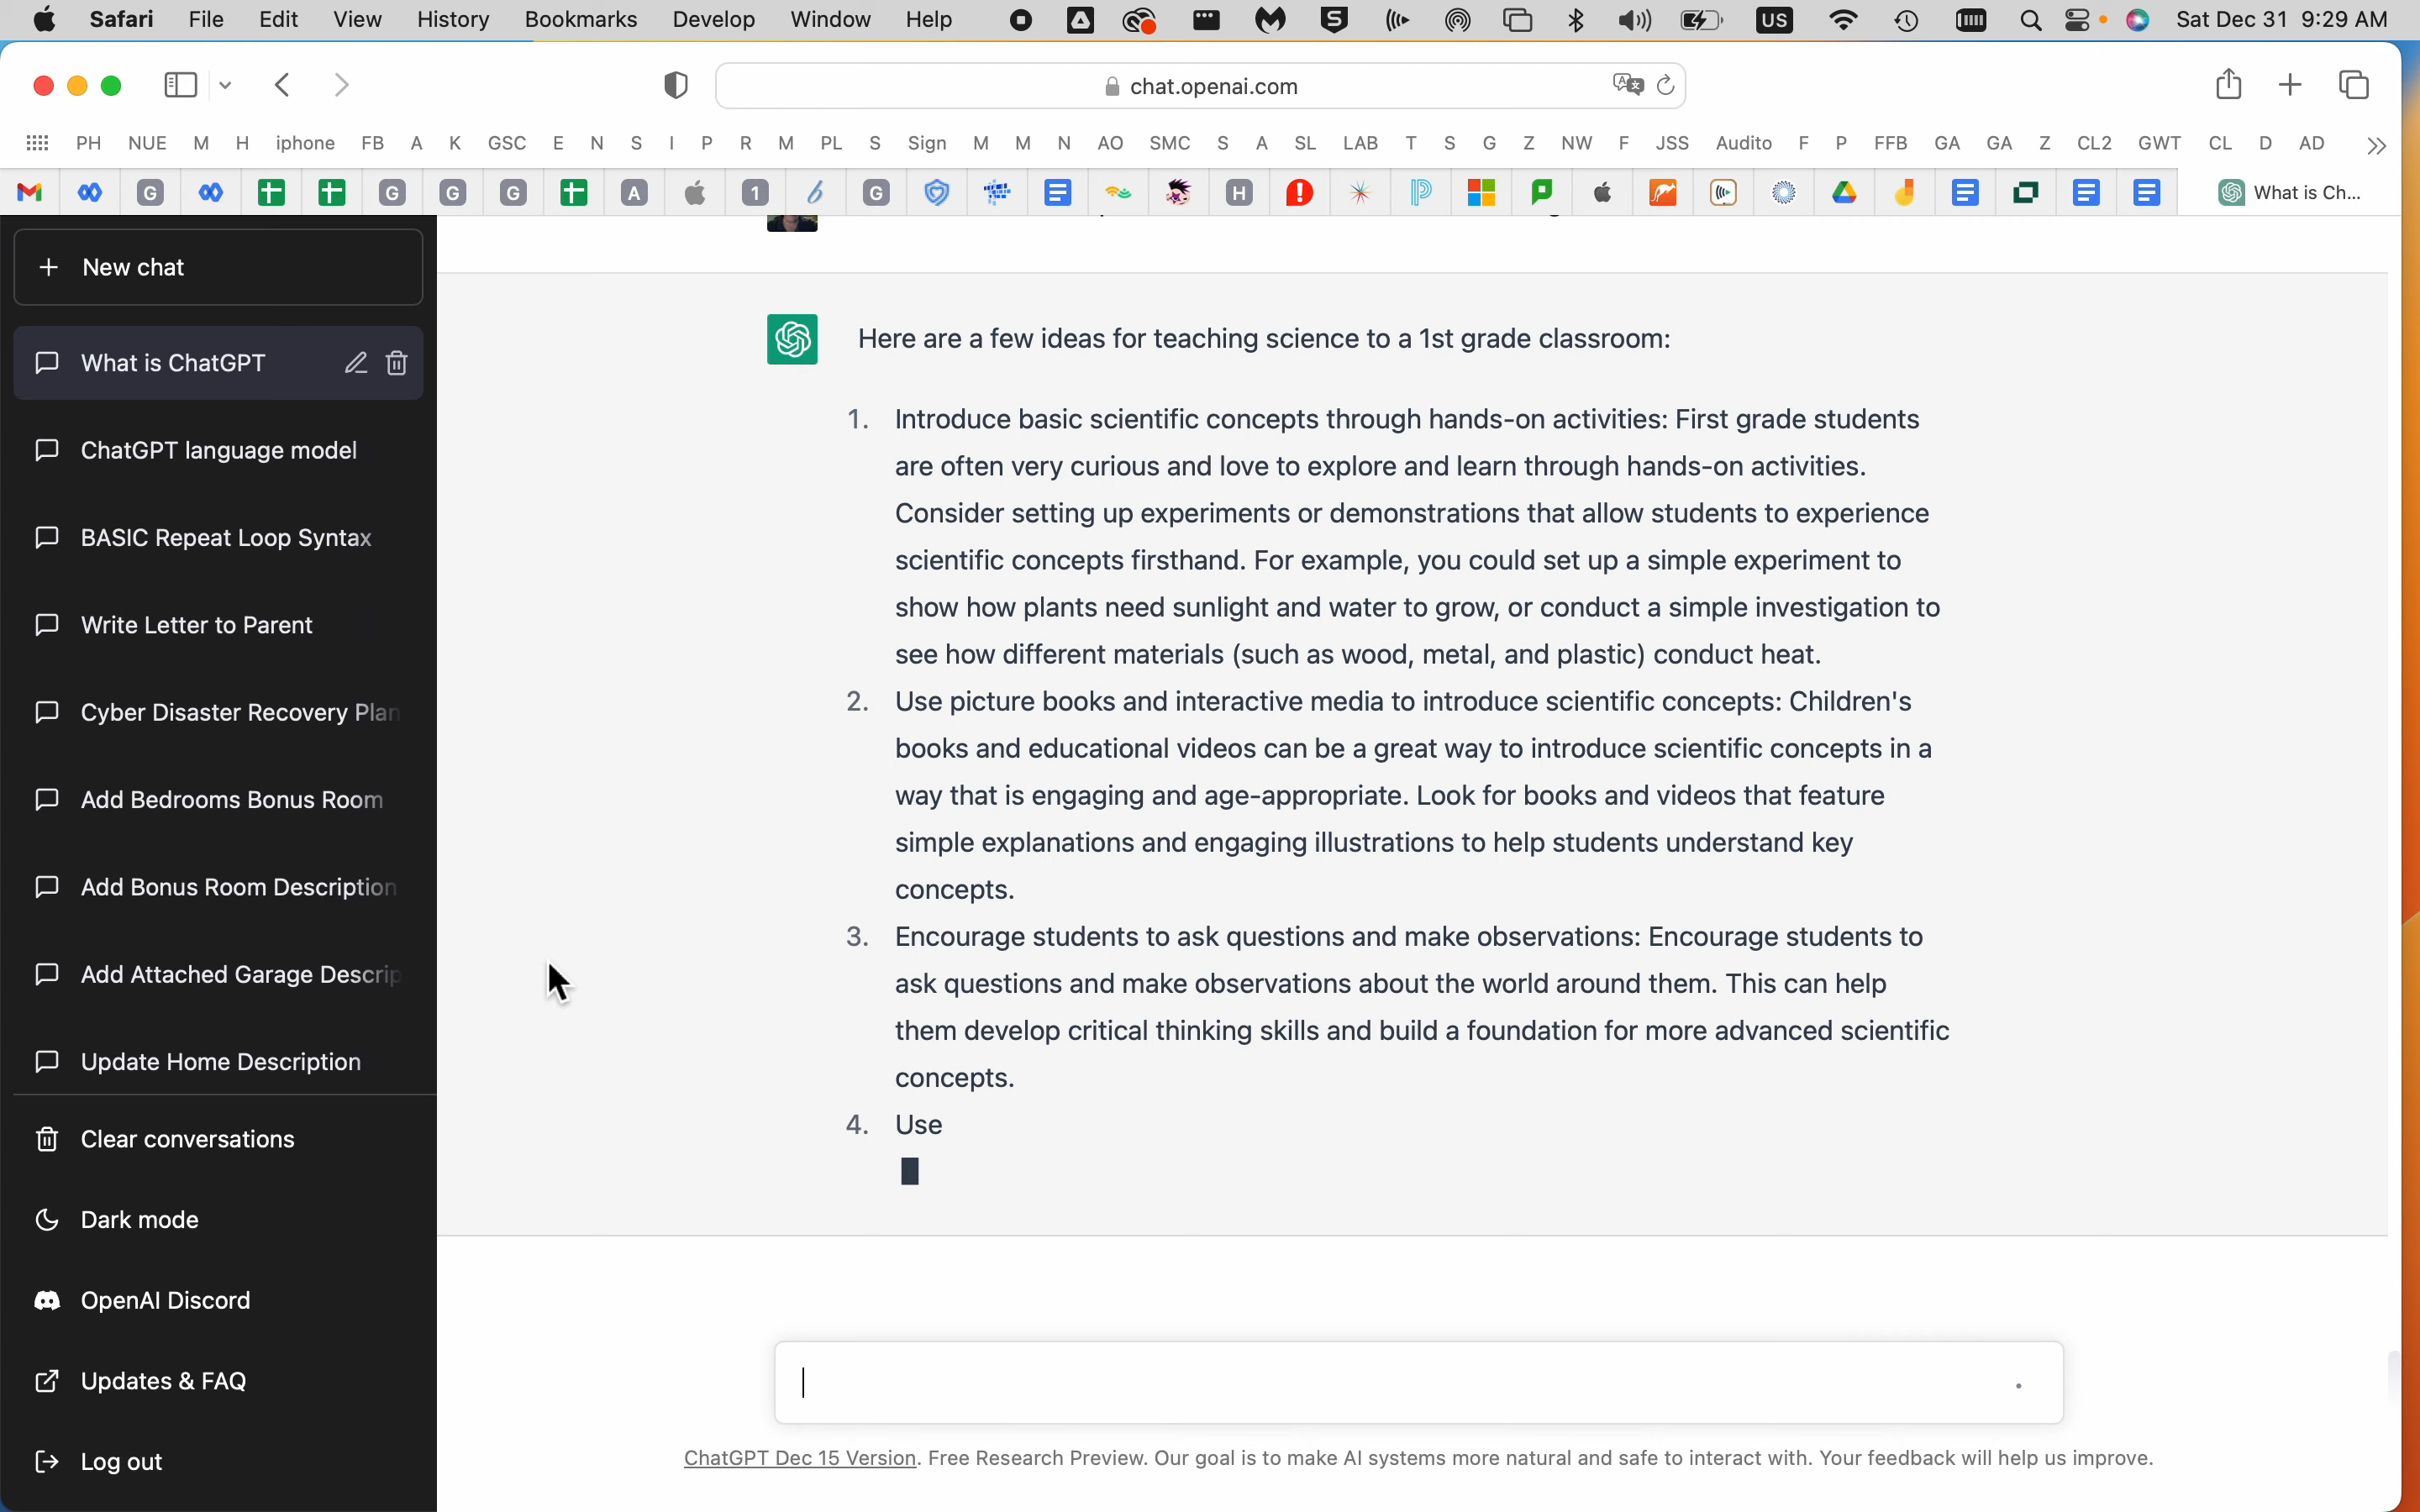 Safari File Edit View History Bookmarks Develop Window Help US Sat Dec 31 9:29 AM
chat.openai.com
PH NUE M H iphone FB A K GSC E N S I P R M PL S Sign M M N AO SMC S A SL LAB T S G Z NW F JSS Audito F P FFB GA GA Z CL2 GWT CL D AD
G G G G A 1 G H What is Ch...
New chat
What is ChatGPT
ChatGPT language model
BASIC Repeat Loop Syntax
Write Letter to Parent
Cyber Disaster Recovery Plan
Add Bedrooms Bonus Room
Add Bonus Room Description
Add Attached Garage Descrip
Update Home Description
Clear conversations
Dark mode
OpenAI Discord
Updates & FAQ
Log out
Here are a few ideas for teaching science to a 1st grade classroom:
1. Introduce basic scientific concepts through hands-on activities: First grade students
are often very curious and love to explore and learn through hands-on activities.
Consider setting up experiments or demonstrations that allow students to experience
scientific concepts firsthand. For example, you could set up a simple experiment to
show how plants need sunlight and water to grow, or conduct a simple investigation to
see how different materials (such as wood, metal, and plastic) conduct heat.
2. Use picture books and interactive media to introduce scientific concepts: Children's
books and educational videos can be a great way to introduce scientific concepts in a
way that is engaging and age-appropriate. Look for books and videos that feature
simple explanations and engaging illustrations to help students understand key
concepts.
3. Encourage students to ask questions and make observations: Encourage students to
ask questions and make observations about the world around them. This can help
them develop critical thinking skills and build a foundation for more advanced scientific
concepts.
4. Use
ChatGPT Dec 15 Version. Free Research Preview. Our goal is to make AI systems more natural and safe to interact with. Your feedback will help us improve.